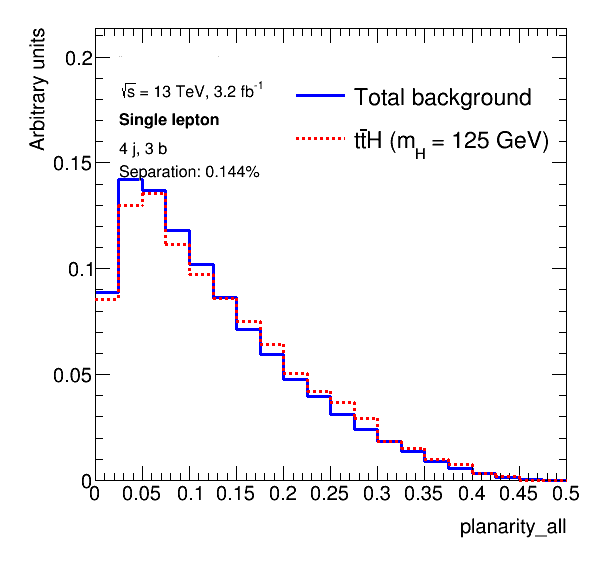 Arbitrary units
0.2
0.15
0.1
0.05
0
√s = 13 TeV, 3.2 fb⁻¹
Single lepton
4 j, 3 b
Separation: 0.144%
Total background
tt̄H (m_H = 125 GeV)
0 0.05 0.1 0.15 0.2 0.25 0.3 0.35 0.4 0.45 0.5
planarity_all